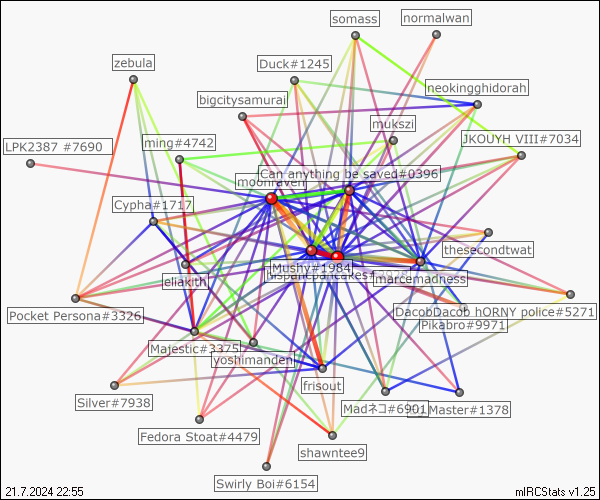 somass
normalwan
zebula
Duck#1245
neokingghidorah
bigcitysamurai
mukszi
LPK2387 #7690
ming#4742
JKOUYH VIII#7034
Can anything be saved#0396
moonraven
Cypha#1717
thesecondtwat
Mushy#1984
eliakith
marcemadness
Pocket Persona#3326
DacobDacob hORNY police#5271
Pikabro#9971
Majestic#3375
yoshimanden
frisout
Silver#7938
Madネコ#6901
Master#1378
Fedora Stoat#4479
shawntee9
Swirly Boi#6154
21.7.2024 22:55
mIRCStats v1.25